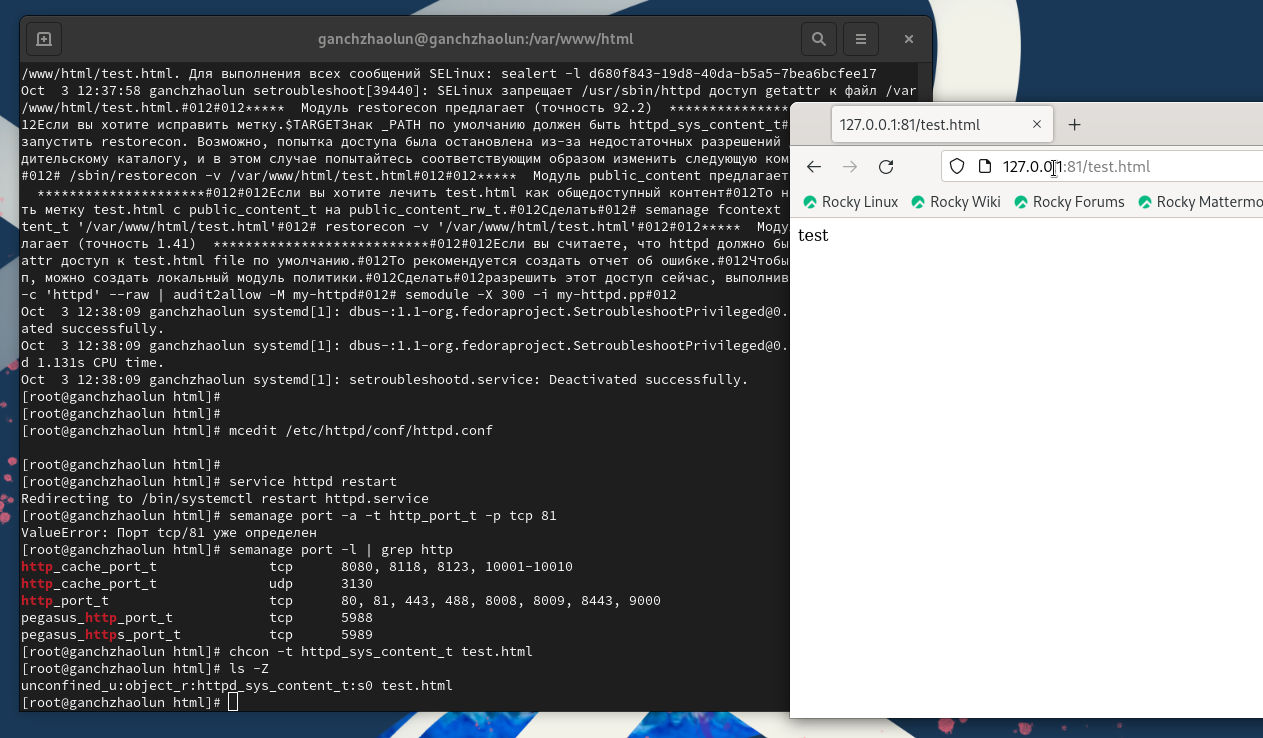 ganchzhaolun@ganchzhaolun:/var/www/html
/www/html/test.html. Для выполнения всех сообщений SELinux: sealert -l d680f843-19d8-40da-b5a5-7bea6bcfee17
Oct  3 12:37:58 ganchzhaolun setroubleshoot[39440]: SELinux запрещает /usr/sbin/httpd доступ getattr к файл /var
/www/html/test.html.#012#012*****  Модуль restorecon предлагает (точность 92.2)  ****************
12Если вы хотите исправить метку.$TARGETЗнак _PATH по умолчанию должен быть httpd_sys_content_t#
запустить restorecon. Возможно, попытка доступа была остановлена из-за недостаточных разрешений
дительскому каталогу, и в этом случае попытайтесь соответствующим образом изменить следующую ком
#012# /sbin/restorecon -v /var/www/html/test.html#012#012*****  Модуль public_content предлагает
  *********************#012#012Если вы хотите лечить test.html как общедоступный контент#012То н
ть метку test.html с public_content_t на public_content_rw_t.#012Сделать#012# semanage fcontext
tent_t '/var/www/html/test.html'#012# restorecon -v '/var/www/html/test.html'#012#012*****  Моду
лагает (точность 1.41)  **************************#012#012Если вы считаете, что httpd должно бы
attr доступ к test.html file по умолчанию.#012То рекомендуется создать отчет об ошибке.#012Чтобы
п, можно создать локальный модуль политики.#012Сделать#012разрешить этот доступ сейчас, выполнив
-c 'httpd' --raw | audit2allow -M my-httpd#012# semodule -X 300 -i my-httpd.pp#012
Oct  3 12:38:09 ganchzhaolun systemd[1]: dbus-:1.1-org.fedoraproject.SetroubleshootPrivileged@0.
ated successfully.
Oct  3 12:38:09 ganchzhaolun systemd[1]: dbus-:1.1-org.fedoraproject.SetroubleshootPrivileged@0.
d 1.131s CPU time.
Oct  3 12:38:09 ganchzhaolun systemd[1]: setroubleshootd.service: Deactivated successfully.
[root@ganchzhaolun html]#
[root@ganchzhaolun html]#
[root@ganchzhaolun html]# mcedit /etc/httpd/conf/httpd.conf
[root@ganchzhaolun html]#
[root@ganchzhaolun html]# service httpd restart
Redirecting to /bin/systemctl restart httpd.service
[root@ganchzhaolun html]# semanage port -a -t http_port_t -p tcp 81
ValueError: Порт tcp/81 уже определен
[root@ganchzhaolun html]# semanage port -l | grep http
http_cache_port_t              tcp      8080, 8118, 8123, 10001-10010
http_cache_port_t              udp      3130
http_port_t                    tcp      80, 81, 443, 488, 8008, 8009, 8443, 9000
pegasus_http_port_t            tcp      5988
pegasus_https_port_t           tcp      5989
[root@ganchzhaolun html]# chcon -t httpd_sys_content_t test.html
[root@ganchzhaolun html]# ls -Z
unconfined_u:object_r:httpd_sys_content_t:s0 test.html
[root@ganchzhaolun html]#
127.0.0.1:81/test.html
127.0.0.1:81/test.html
Rocky Linux Rocky Wiki Rocky Forums Rocky Mattermo
test